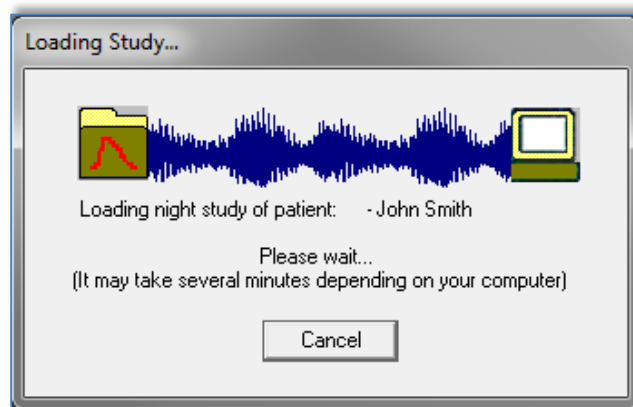 Loading Study...
Loading night study of patient: - John Smith
Please wait...
(It may take several minutes depending on your computer)
Cancel